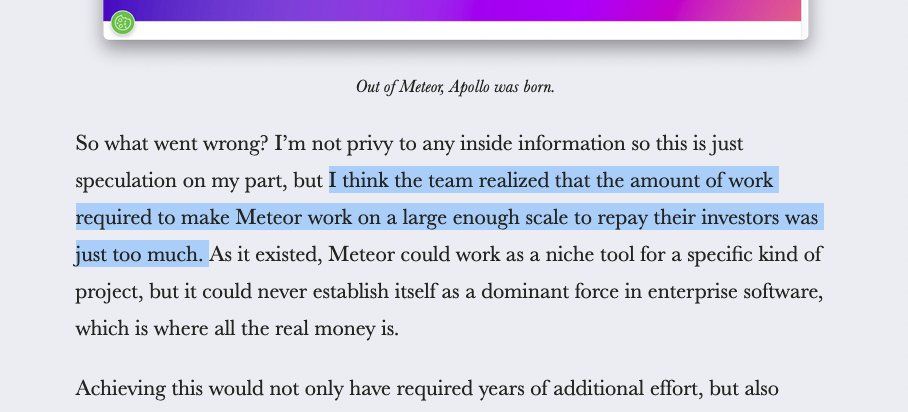 Out of Meteor, Apollo was born.
So what went wrong? I’m not privy to any inside information so this is just
speculation on my part, but I think the team realized that the amount of work
required to make Meteor work on a large enough scale to repay their investors was
just too much. As it existed, Meteor could work as a niche tool for a specific kind of
project, but it could never establish itself as a dominant force in enterprise software,
which is where all the real money is.
Achieving this would not only have required years of additional effort, but also